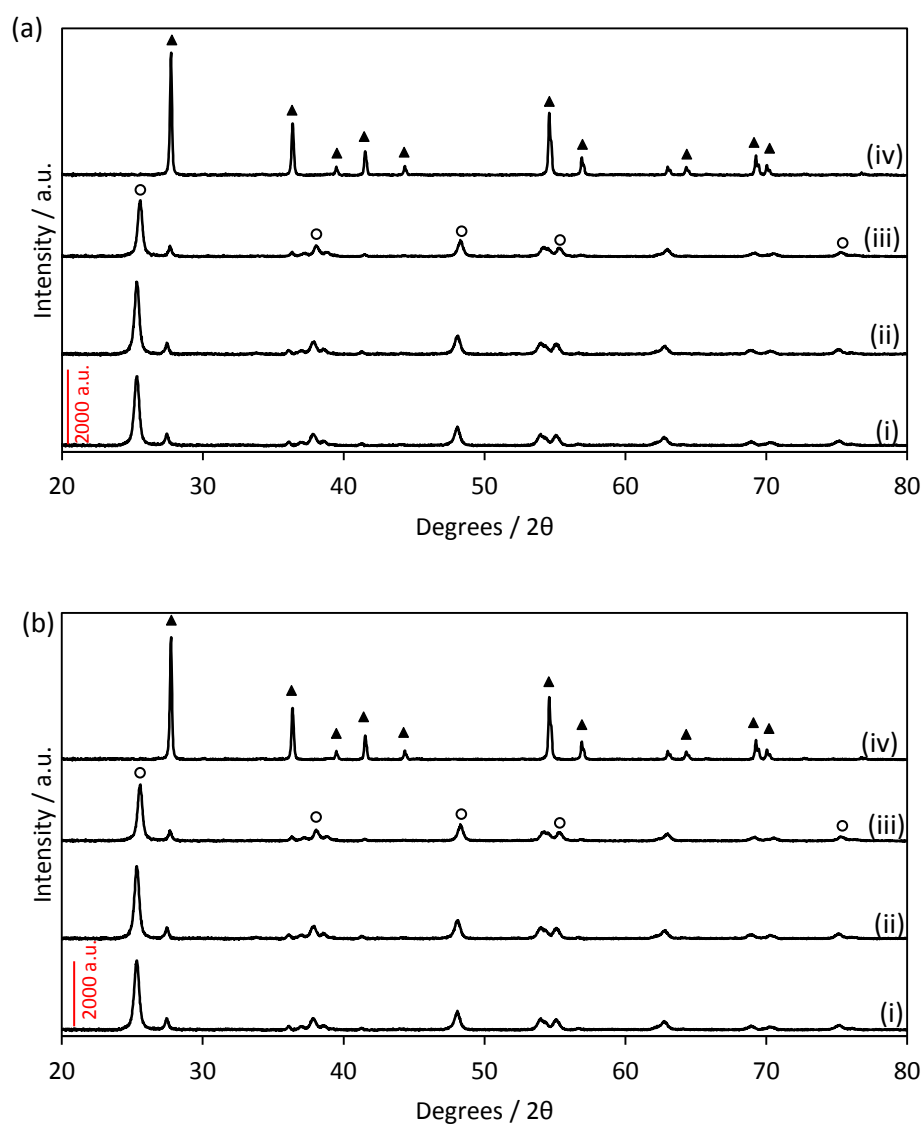 (a)
(iv)
(iii)
(ii)
(i)
Intensity / a.u.
2000 a.u.
20 30 40 50 60 70 80
Degrees / 2θ
(b)
(iv)
(iii)
(ii)
(i)
Intensity / a.u.
2000 a.u.
20 30 40 50 60 70 80
Degrees / 2θ